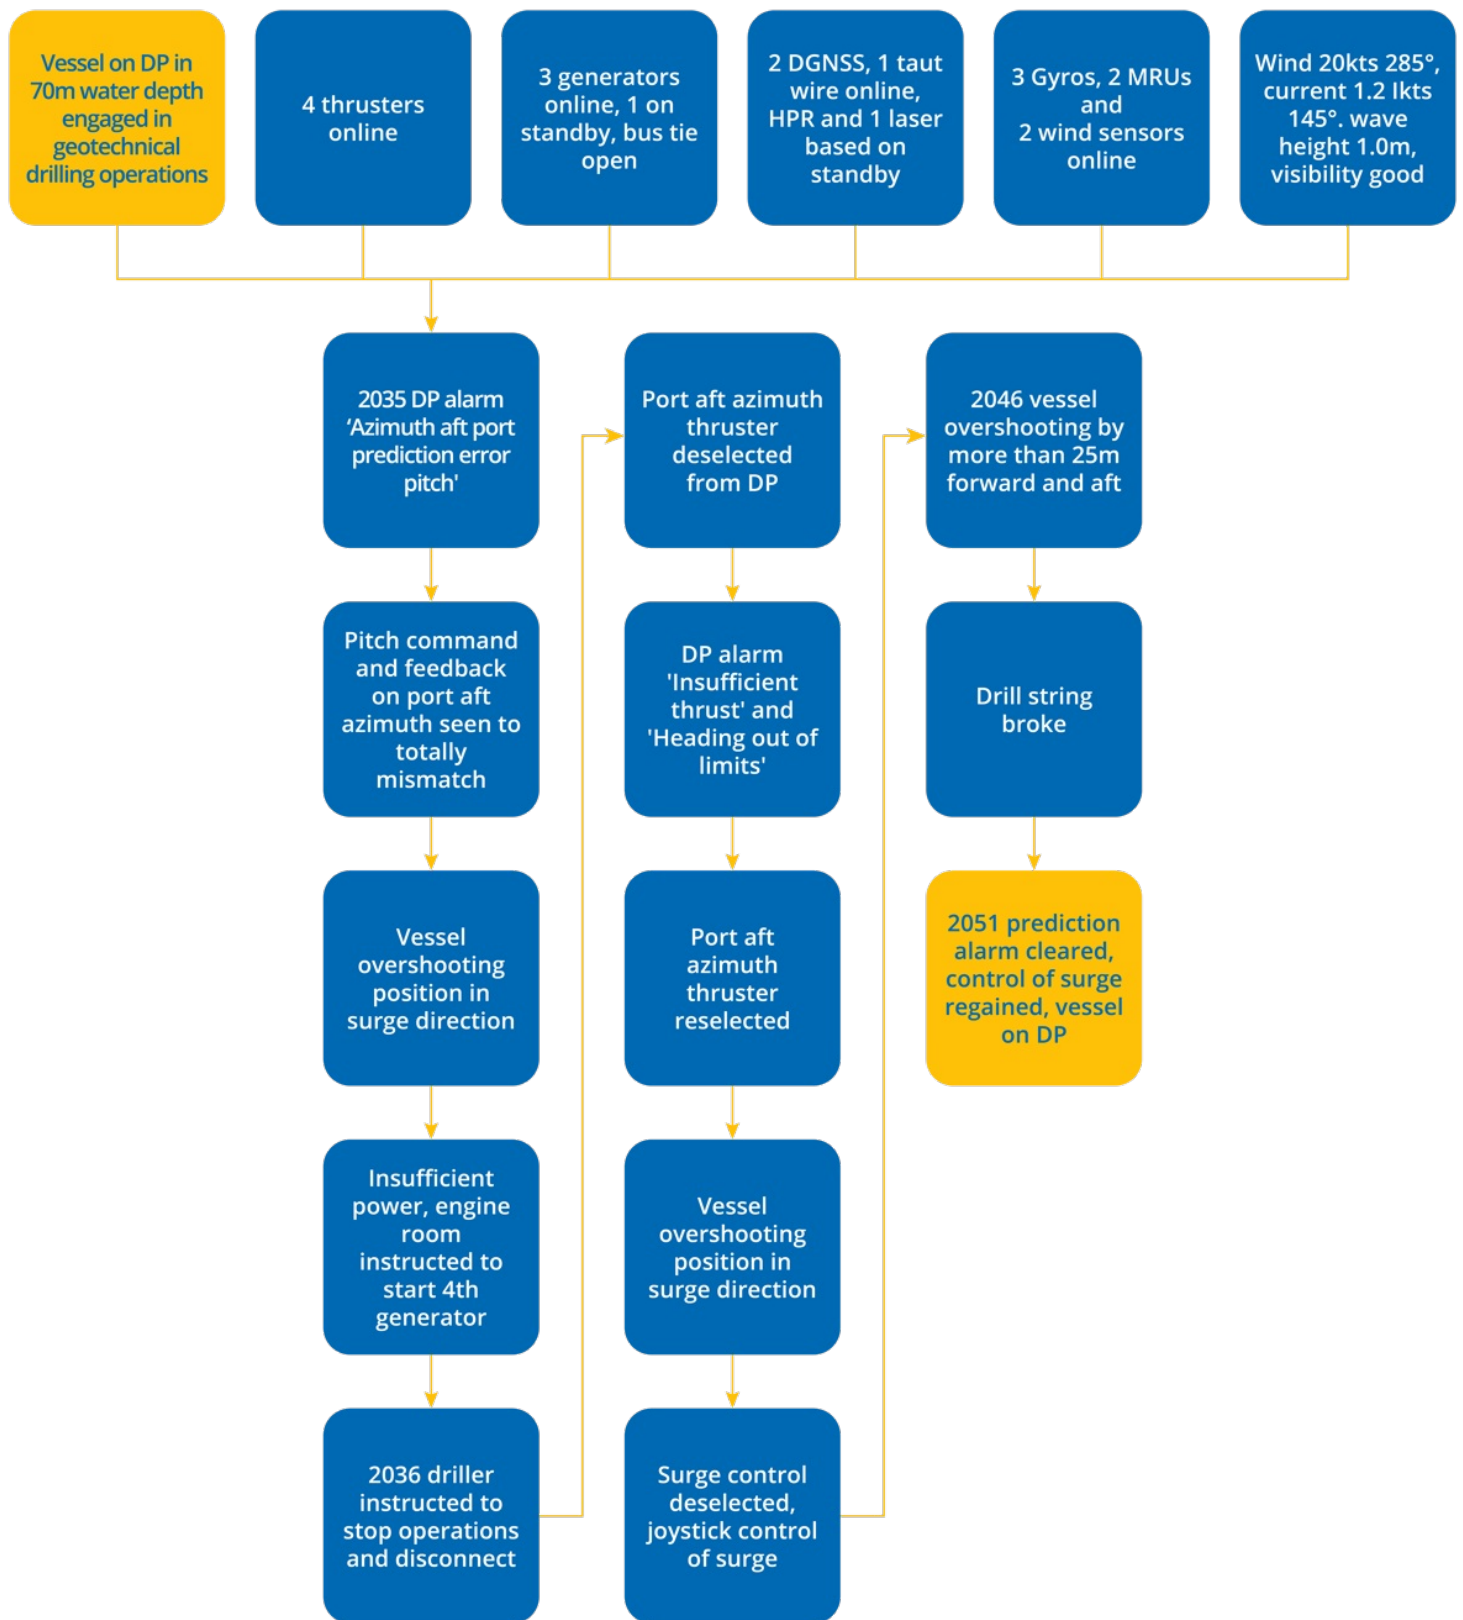 Vessel on DP in
70m water depth
engaged in
geotechnical
drilling operations
4 thrusters
online
3 generators
online, 1 on
standby, bus tie
open
2 DGNSS, 1 taut
wire online,
HPR and 1 laser
based on
standby
3 Gyros, 2 MRUs
and
2 wind sensors
online
Wind 20kts 285°,
current 1.2 lkts
145°. wave
height 1.0m,
visibility good
2035 DP alarm
‘Azimuth aft port
prediction error
pitch'
Pitch command
and feedback
on port aft
azimuth seen to
totally
mismatch
Vessel
overshooting
position in
surge direction
Insufficient
power, engine
room
instructed to
start 4th
generator
2036 driller
instructed to
stop operations
and disconnect
Port aft azimuth
thruster
deselected
from DP
DP alarm
'Insufficient
thrust' and
'Heading out of
limits'
Port aft
azimuth
thruster
reselected
Vessel
overshooting
position in
surge direction
Surge control
deselected,
joystick control
of surge
2046 vessel
overshooting by
more than 25m
forward and aft
Drill string
broke
2051 prediction
alarm cleared,
control of surge
regained, vessel
on DP